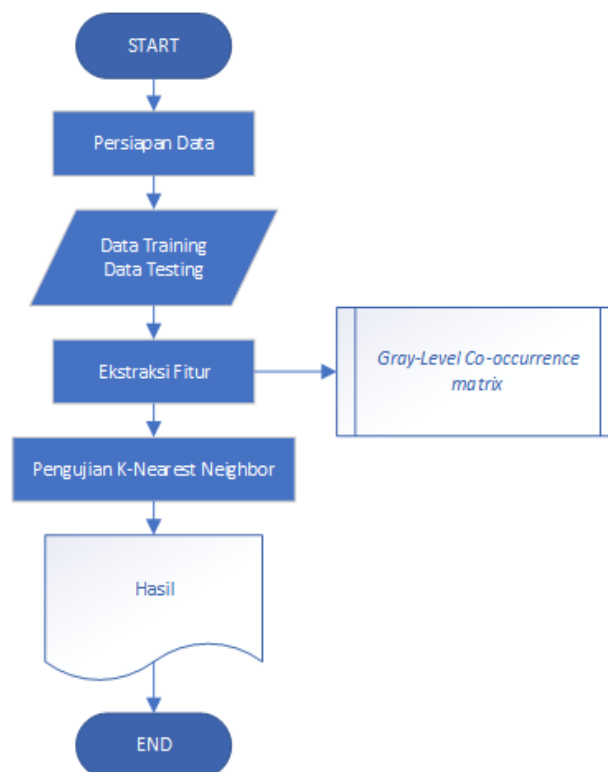 START
Persiapan Data
Data Training
Data Testing
Ekstraksi Fitur
Gray-Level Co-occurrence
matrix
Pengujian K-Nearest Neighbor
Hasil
END